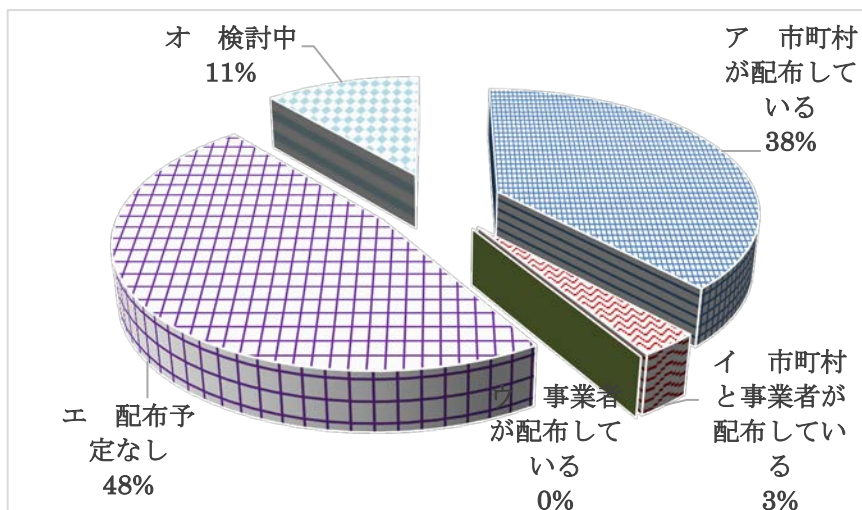 オ　検討中
11%
ア　市町村
が配布して
いる
38%
イ　市町村
と事業者が
配布してい
る
3%
ウ　事業者
が配布して
いる
0%
エ　配布予
定なし
48%